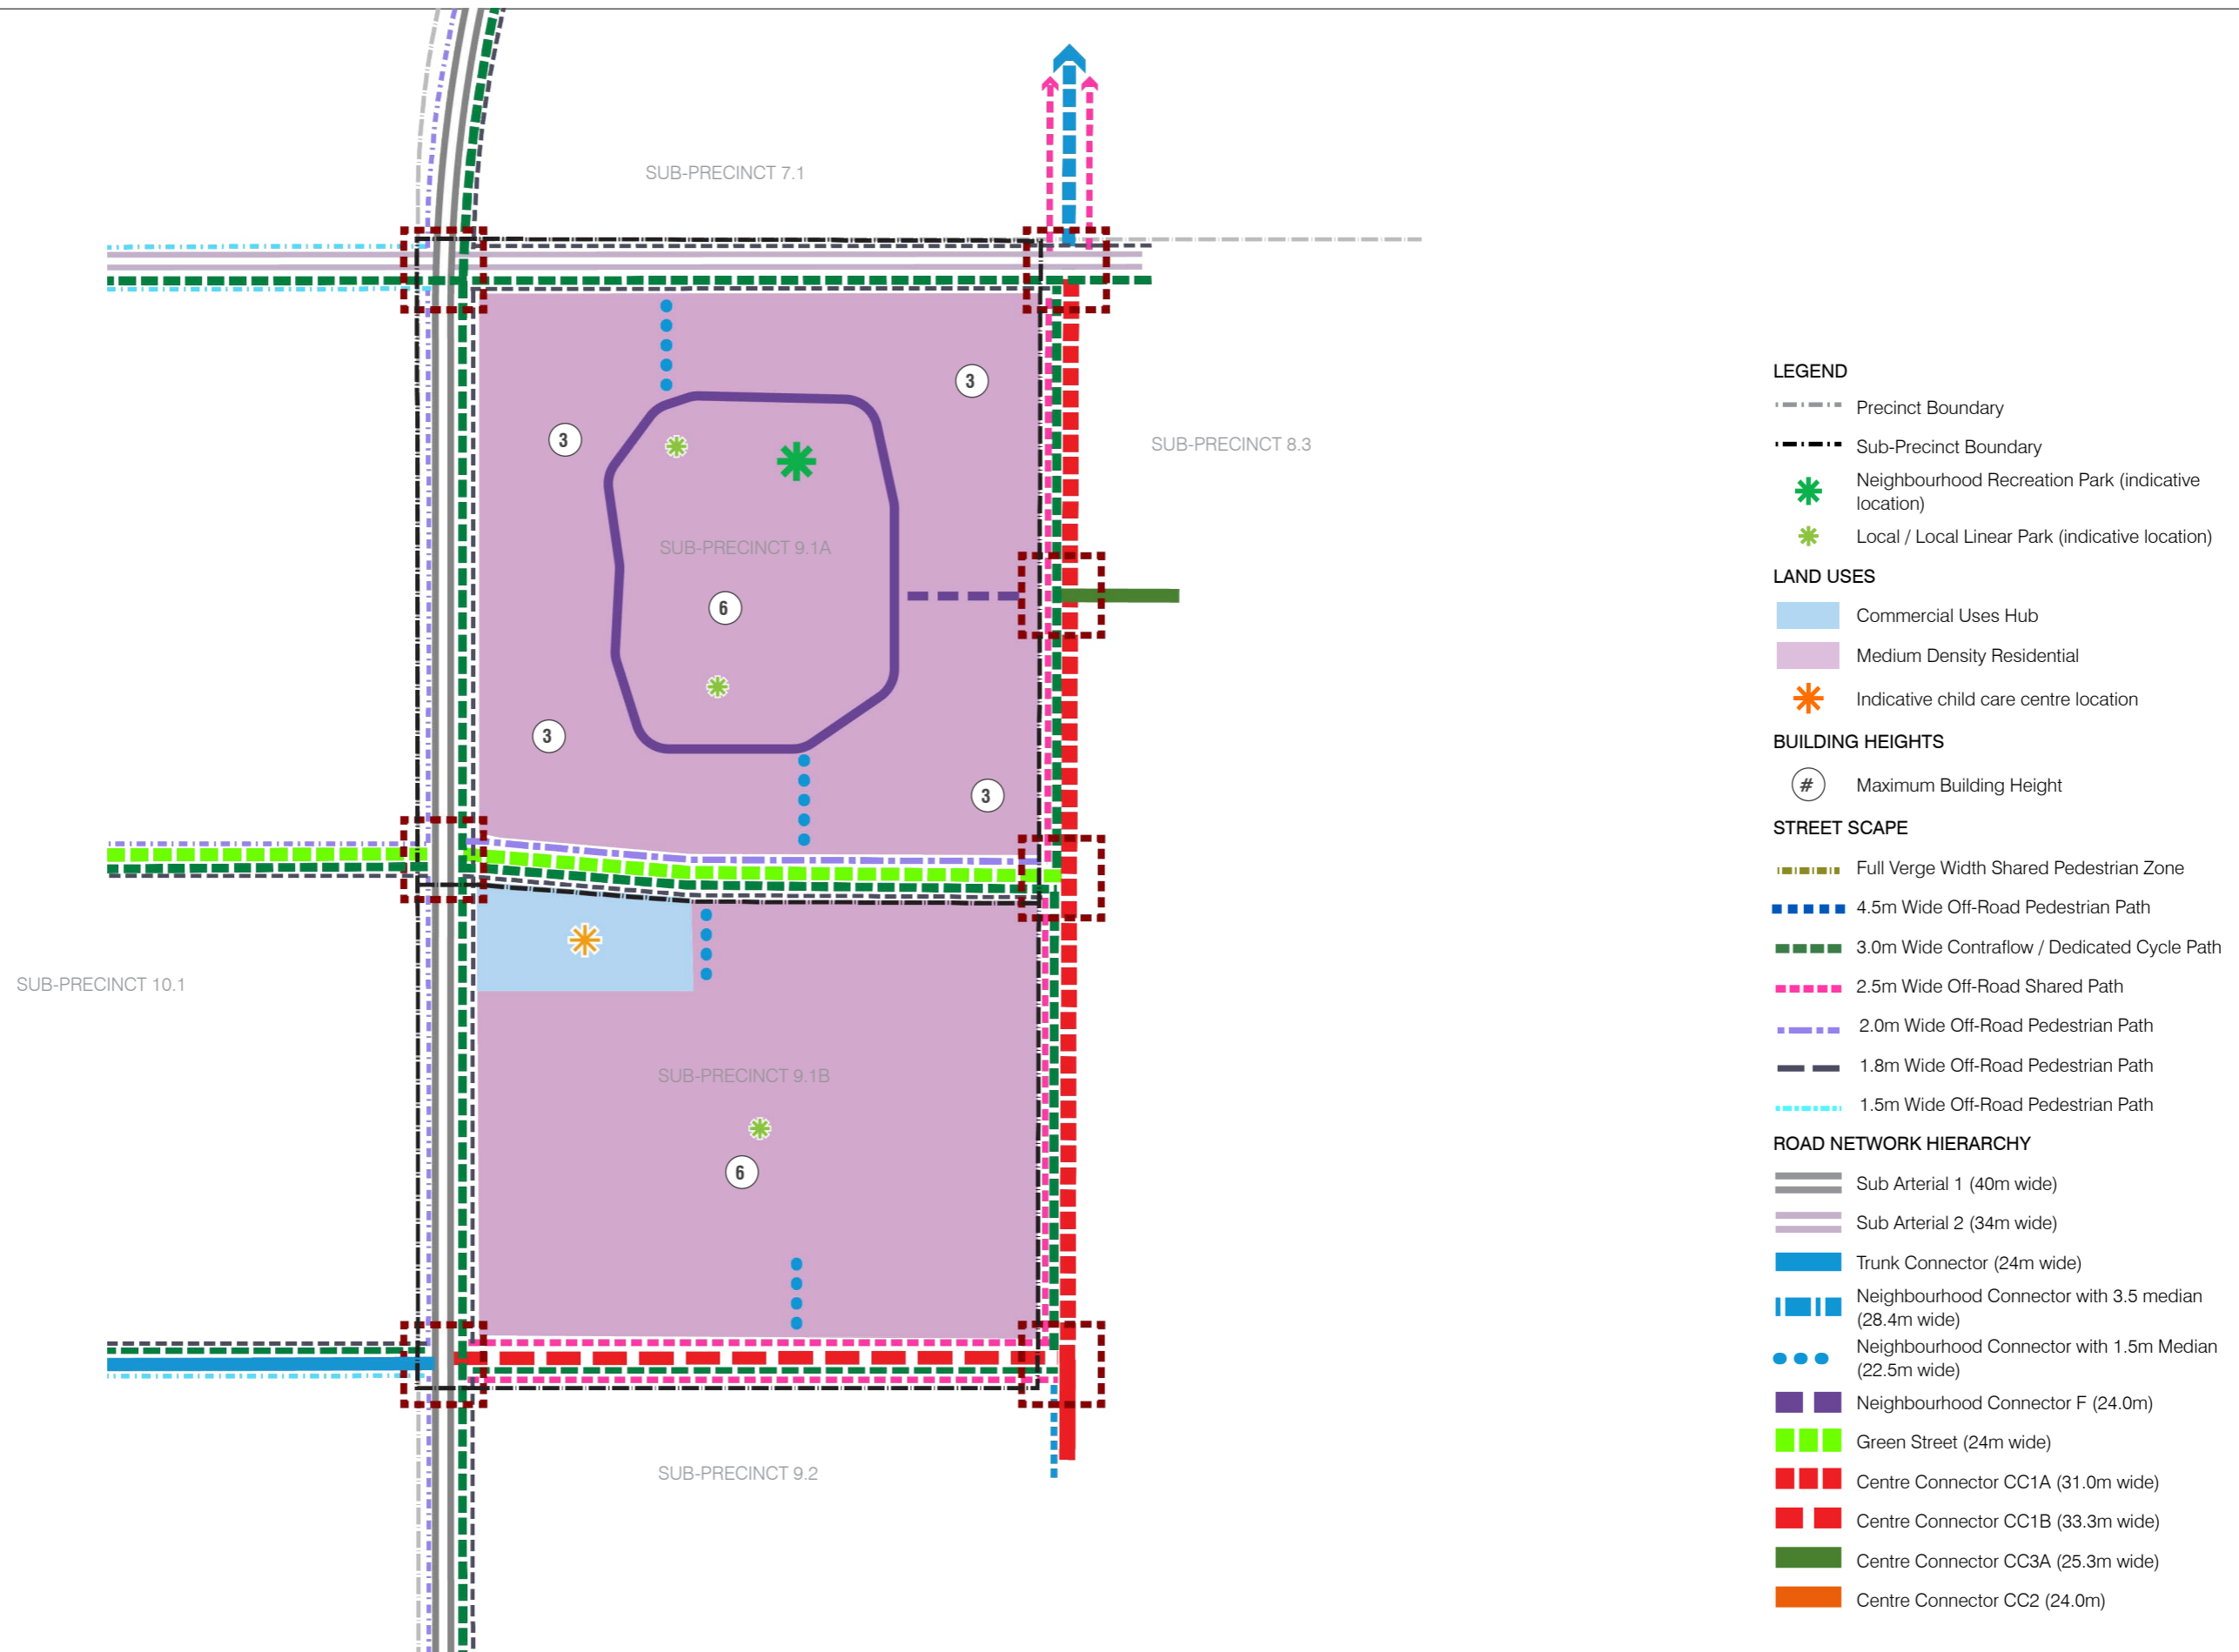 SUB-PRECINCT 7.1
3
SUB-PRECINCT 8.3
3
SUB-PRECINCT 9.1A
6
3
3
SUB-PRECINCT 10.1
SUB-PRECINCT 9.1B
6
SUB-PRECINCT 9.2
LEGEND
Precinct Boundary
Sub-Precinct Boundary
Neighbourhood Recreation Park (indicative
location)
Local / Local Linear Park (indicative location)
LAND USES
Commercial Uses Hub
Medium Density Residential
Indicative child care centre location
BUILDING HEIGHTS
# Maximum Building Height
STREET SCAPE
Full Verge Width Shared Pedestrian Zone
4.5m Wide Off-Road Pedestrian Path
3.0m Wide Contraflow / Dedicated Cycle Path
2.5m Wide Off-Road Shared Path
2.0m Wide Off-Road Pedestrian Path
1.8m Wide Off-Road Pedestrian Path
1.5m Wide Off-Road Pedestrian Path
ROAD NETWORK HIERARCHY
Sub Arterial 1 (40m wide)
Sub Arterial 2 (34m wide)
Trunk Connector (24m wide)
Neighbourhood Connector with 3.5 median
(28.4m wide)
Neighbourhood Connector with 1.5m Median
(22.5m wide)
Neighbourhood Connector F (24.0m)
Green Street (24m wide)
Centre Connector CC1A (31.0m wide)
Centre Connector CC1B (33.3m wide)
Centre Connector CC3A (25.3m wide)
Centre Connector CC2 (24.0m)